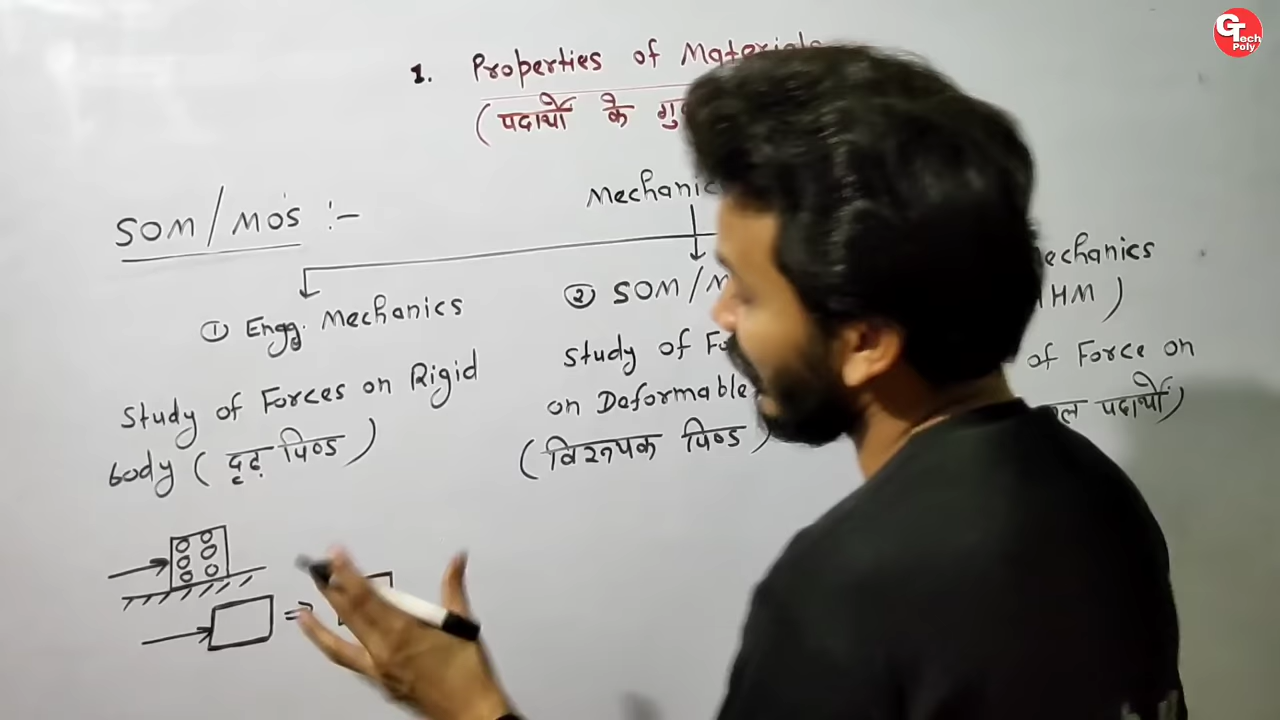 GTech
Poly
1. Properties of Materials
(पदार्थो के
SOM/MOS :-
Mechanic
① Engg. Mechanics
② SOM/M
echanics
HM)
Study of Forces on Rigid
body (दृढ़ पिण्ड)
Study of Fo
on Deformable
(विरुपक पिण्ड)
of Force on
पदार्थो)